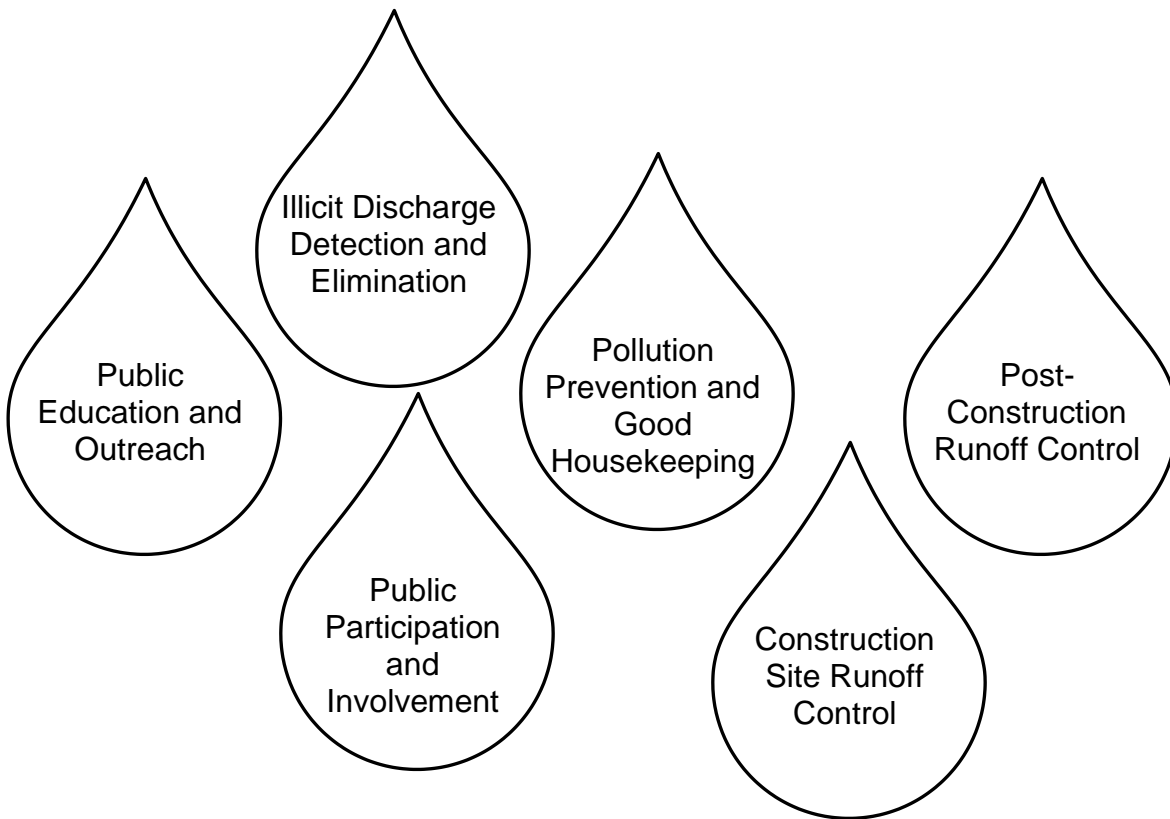 Illicit Discharge
Detection and
Elimination
Public
Education and
Outreach
Pollution
Prevention and
Good
Housekeeping
Post-
Construction
Runoff Control
Public
Participation
and
Involvement
Construction
Site Runoff
Control